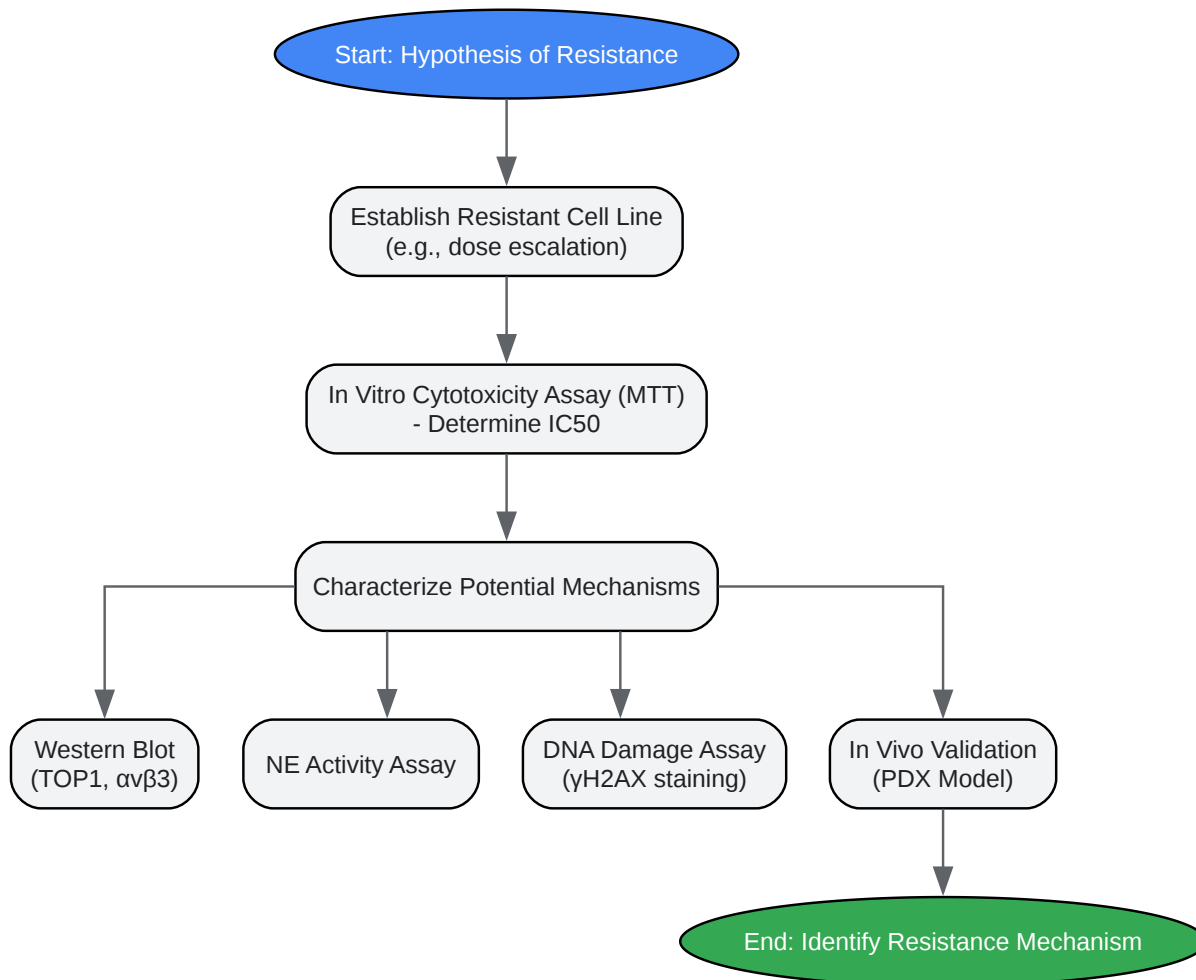 Start: Hypothesis of Resistance
Establish Resistant Cell Line
(e.g., dose escalation)
In Vitro Cytotoxicity Assay (MTT)
- Determine IC50
Characterize Potential Mechanisms
Western Blot
(TOP1, αvβ3)
NE Activity Assay
DNA Damage Assay
(γH2AX staining)
In Vivo Validation
(PDX Model)
End: Identify Resistance Mechanism